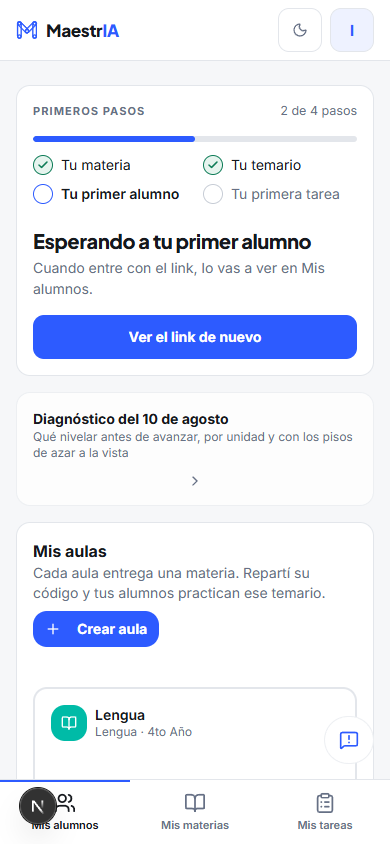 MaestrIA
I
PRIMEROS PASOS
2 de 4 pasos
Tu materia
Tu temario
Tu primer alumno
Tu primera tarea
Esperando a tu primer alumno
Cuando entre con el link, lo vas a ver en Mis
alumnos.
Ver el link de nuevo
Diagnóstico del 10 de agosto
Qué nivelar antes de avanzar, por unidad y con los pisos
de azar a la vista
Mis aulas
Cada aula entrega una materia. Repartí su
código y tus alumnos practican ese temario.
Crear aula
Lengua
Lengua · 4to Año
N
Mis alumnos
Mis materias
Mis tareas